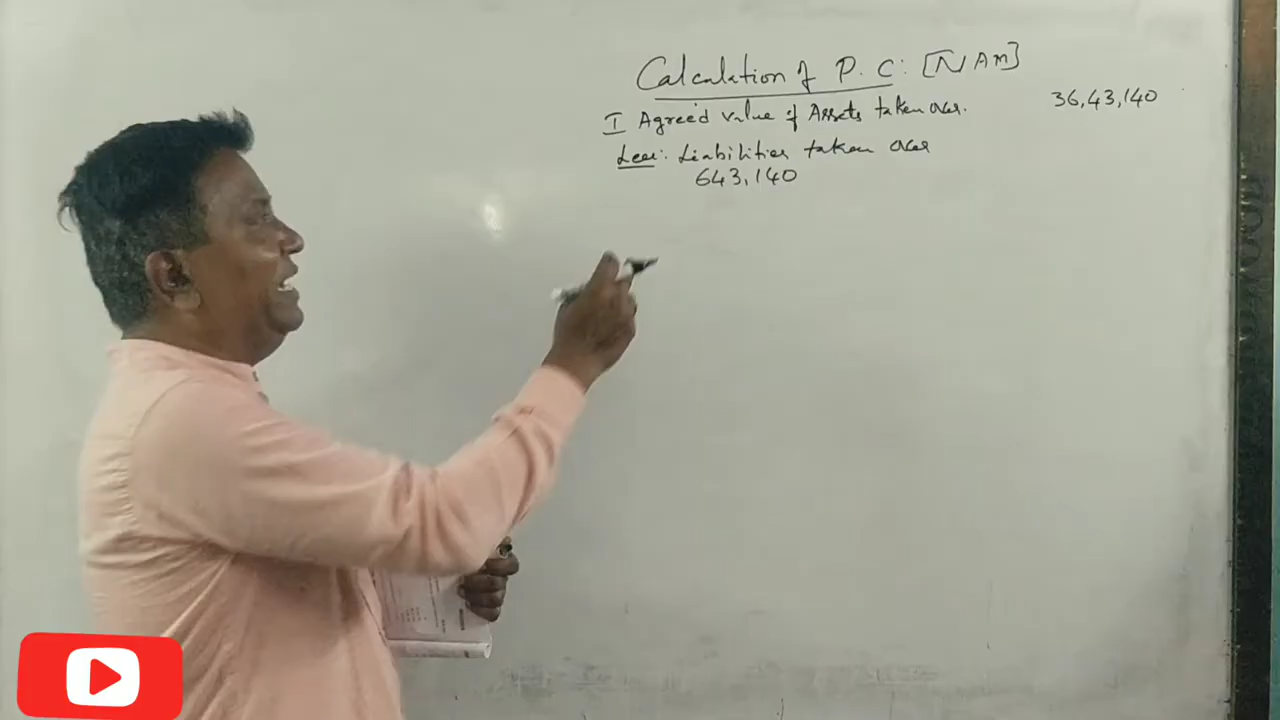 Calculation of P. C: [NAM]
I Agreed value of Assets taken over. 36,43,140
Less: Liabilities taken over
643,140